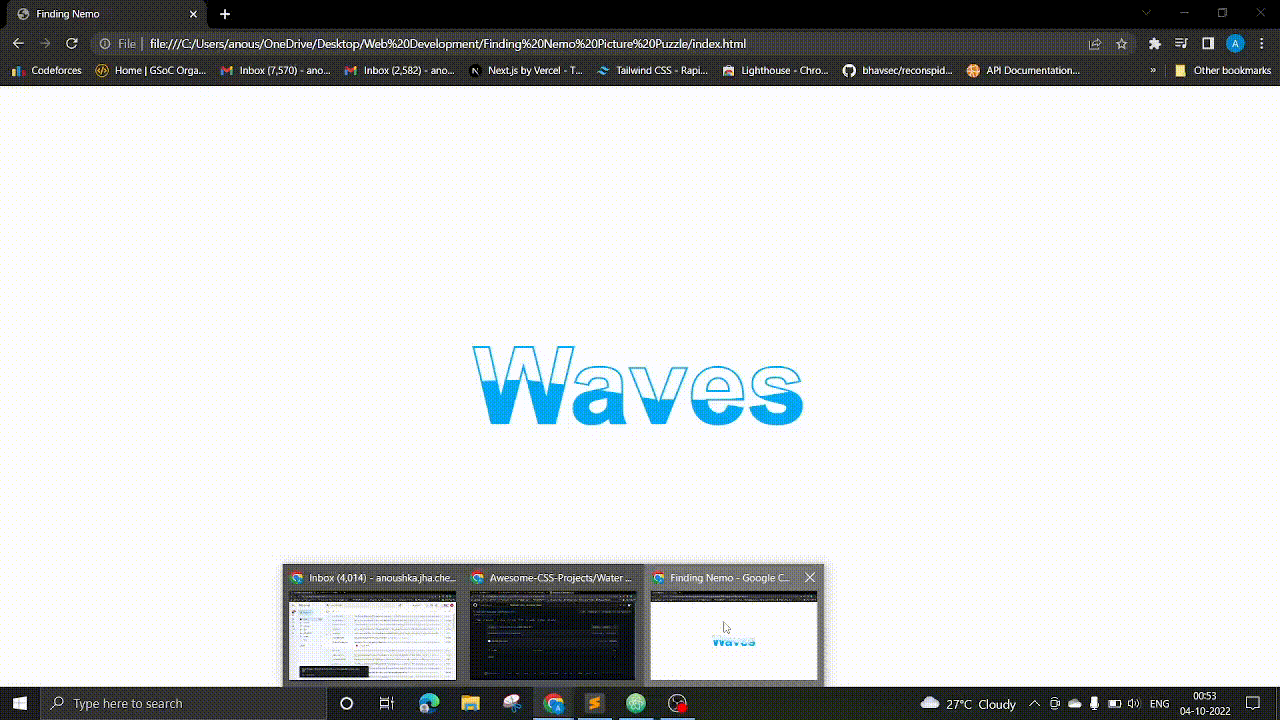 Finding Nemo
File
file:///C:/Users/anous/OneDrive/Desktop/Web%20Development/Finding%20Nemo%20Picture%20Puzzle/index.html
A
Codeforces
Home | GSoC Orga...
Inbox (7,570) - ano...
Inbox (2,582) - ano...
Next.js by Vercel - T...
Tailwind CSS - Rapi...
Lighthouse - Chro...
bhavsec/reconspid...
API Documentation...
»
Other bookmarks
Waves
Inbox (4,014) - anoushka.jha.che...
Awesome-CSS-Projects/Water ...
Finding Nemo - Google C...
Waves
Type here to search
27°C Cloudy
ENG
00:53
04-10-2022